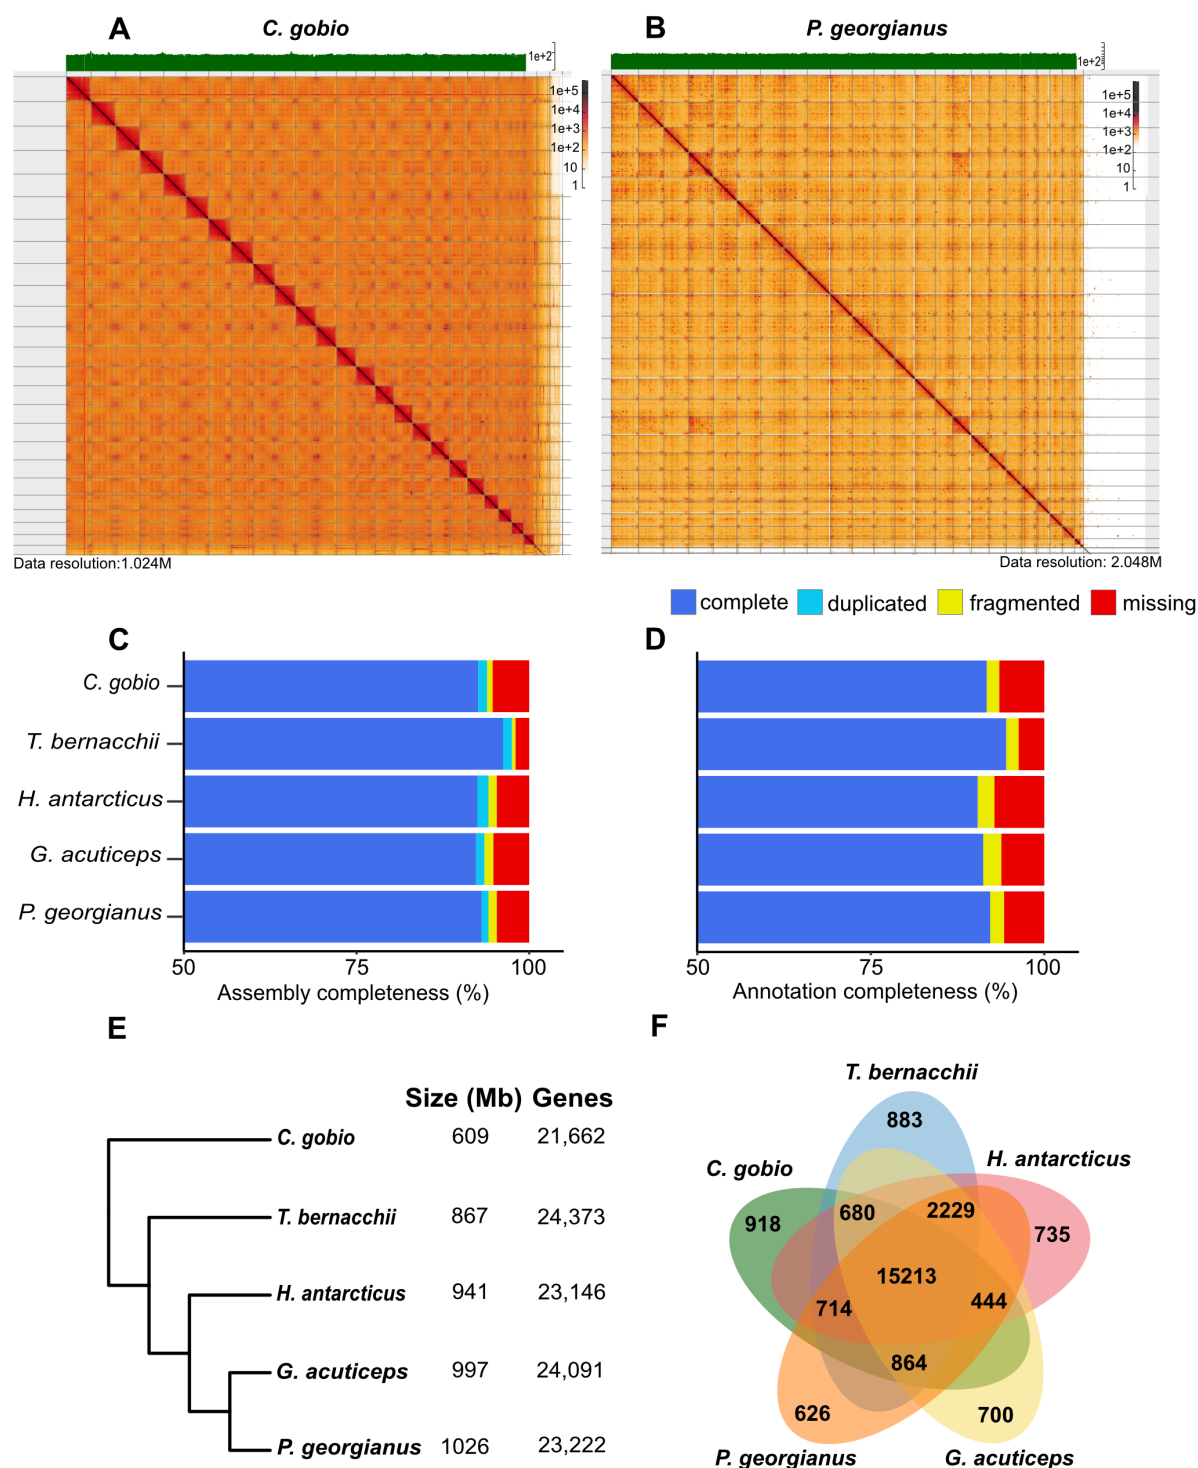 A
C. gobio
B
P. georgianus
1e+2
1e+2
1e+5
1e+4
1e+3
1e+2
10
1
1e+5
1e+4
1e+3
1e+2
10
1
Data resolution:1.024M
Data resolution: 2.048M
complete duplicated fragmented missing
C
D
C. gobio
T. bernacchii
H. antarcticus
G. acuticeps
P. georgianus
50 75 100
Assembly completeness (%)
50 75 100
Annotation completeness (%)
E
Size (Mb) Genes
C. gobio 609 21,662
T. bernacchii 867 24,373
H. antarcticus 941 23,146
G. acuticeps 997 24,091
P. georgianus 1026 23,222
F
T. bernacchii
883
H. antarcticus
C. gobio
918
680
2229
735
15213
714
444
864
626
700
P. georgianus
G. acuticeps